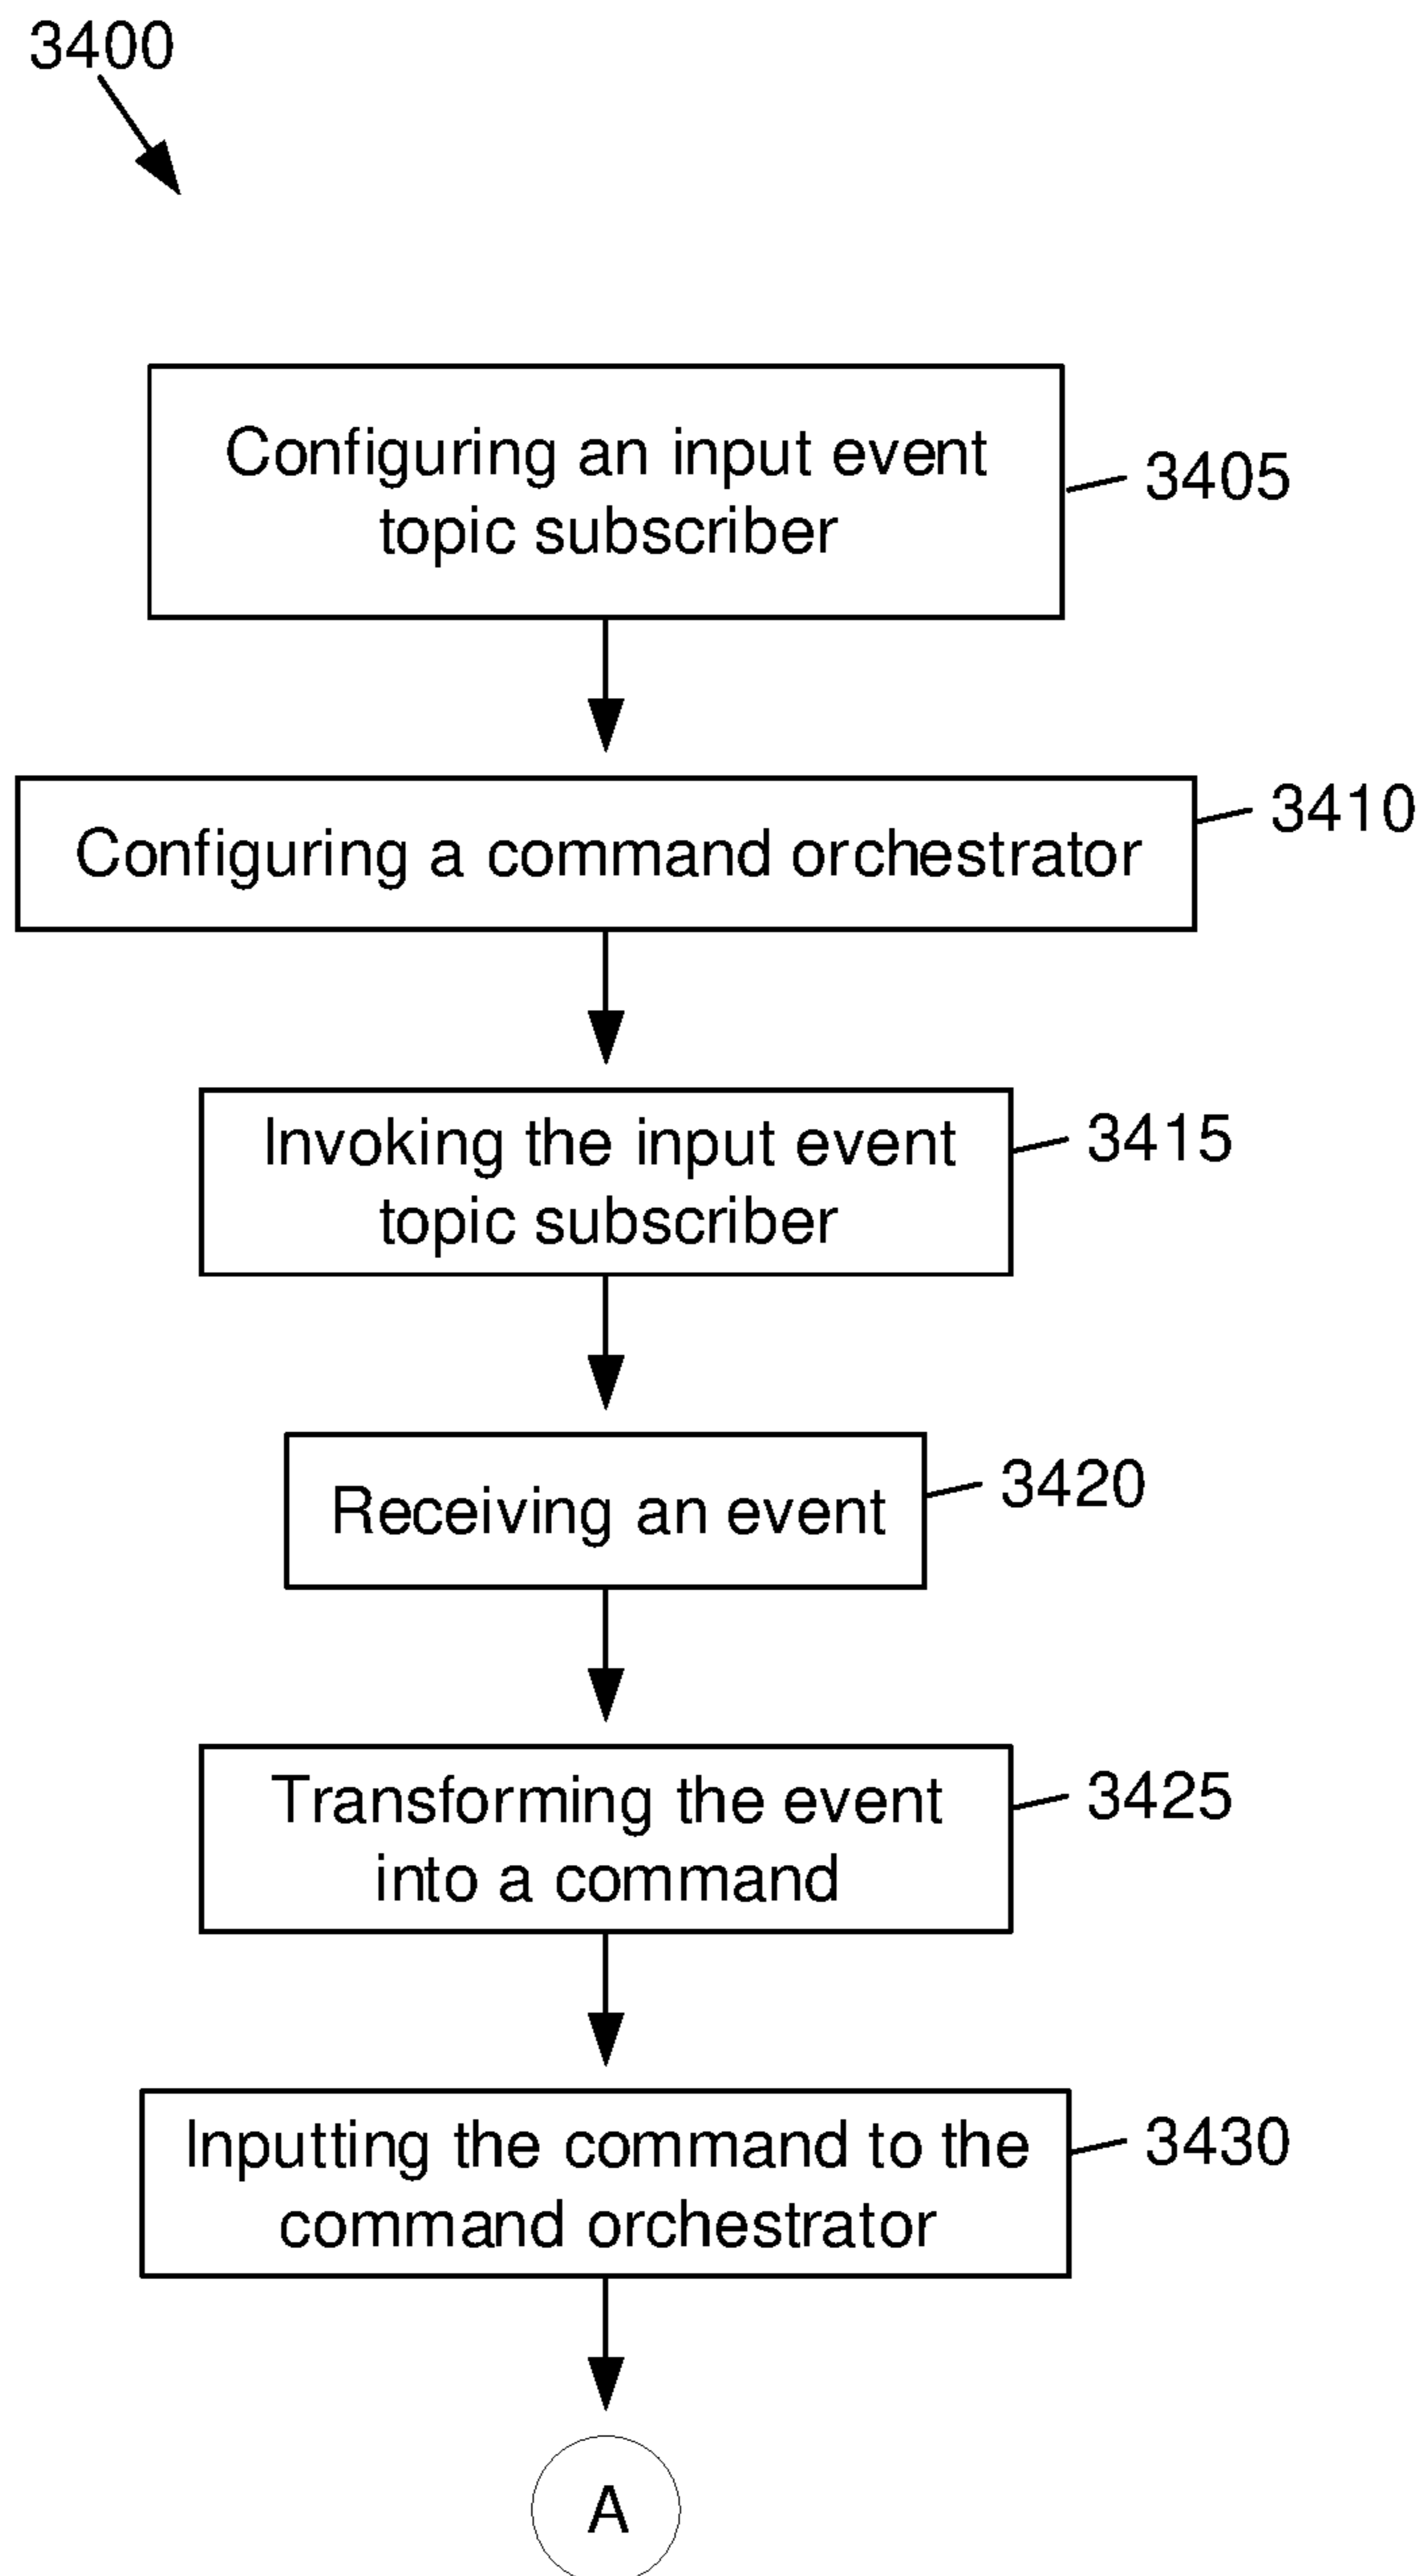 3400
Configuring an input event
topic subscriber
3405
Configuring a command orchestrator
3410
Invoking the input event
topic subscriber
3415
Receiving an event
3420
Transforming the event
into a command
3425
Inputting the command to the
command orchestrator
3430
A